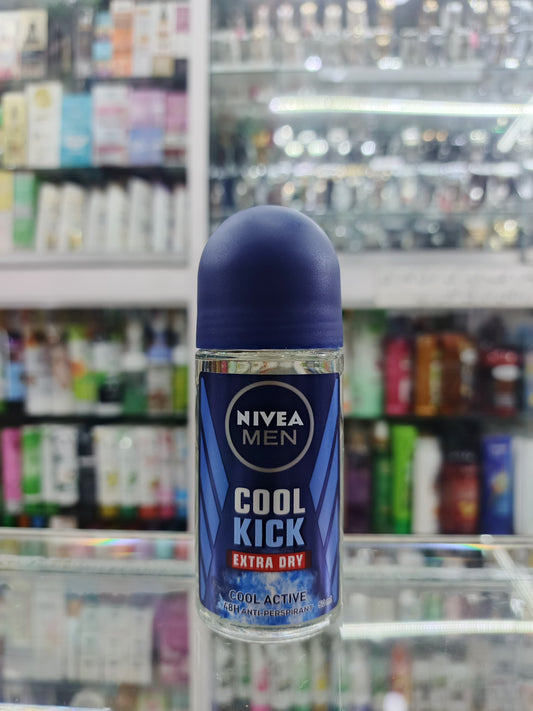 NIVEA
MEN
COOL
KICK
EXTRA DRY
COOL ACTIVE
48H ANTI-PERSPIRANT